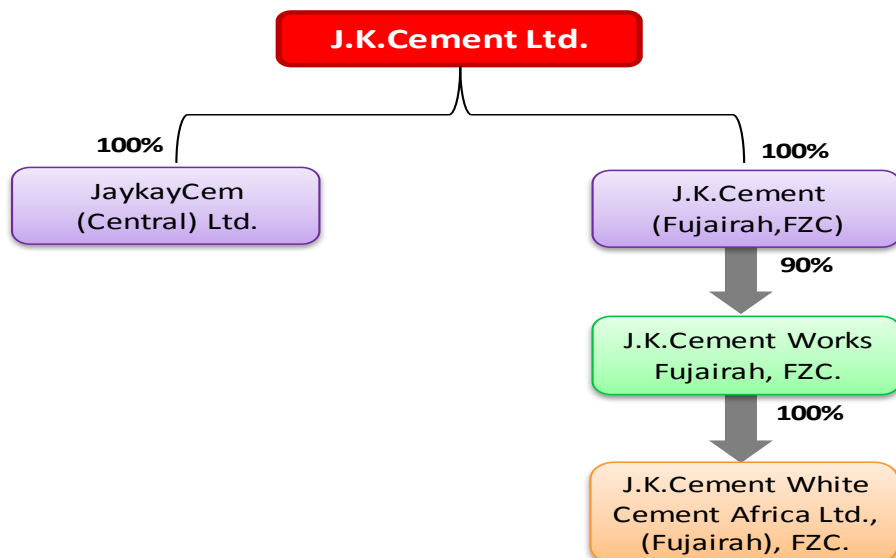 J.K.Cement Ltd.
100%
JaykayCem
(Central) Ltd.
100%
J.K.Cement
(Fujairah,FZC)
90%
J.K.Cement Works
Fujairah, FZC.
100%
J.K.Cement White
Cement Africa Ltd.,
(Fujairah), FZC.